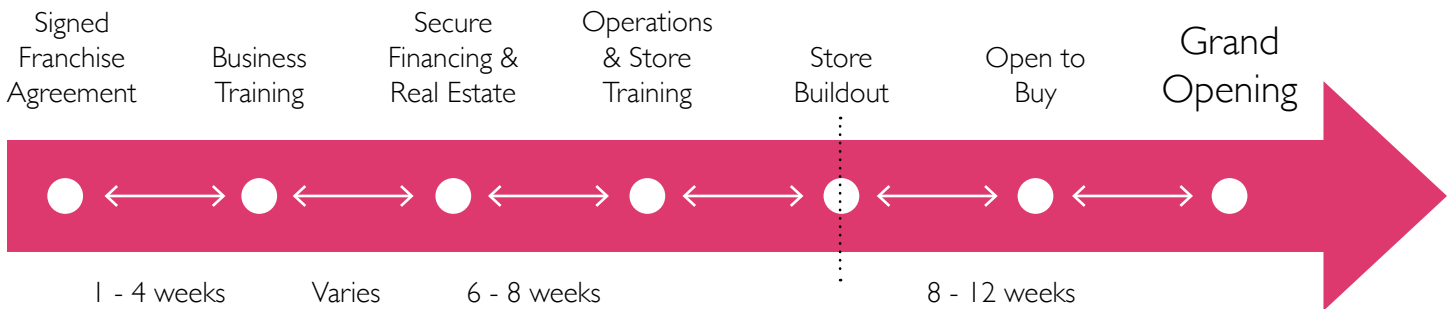 Signed
Franchise
Agreement
Business
Training
Secure
Financing &
Real Estate
Operations
& Store
Training
Store
Buildout
Open to
Buy
Grand
Opening
1 - 4 weeks
Varies
6 - 8 weeks
8 - 12 weeks